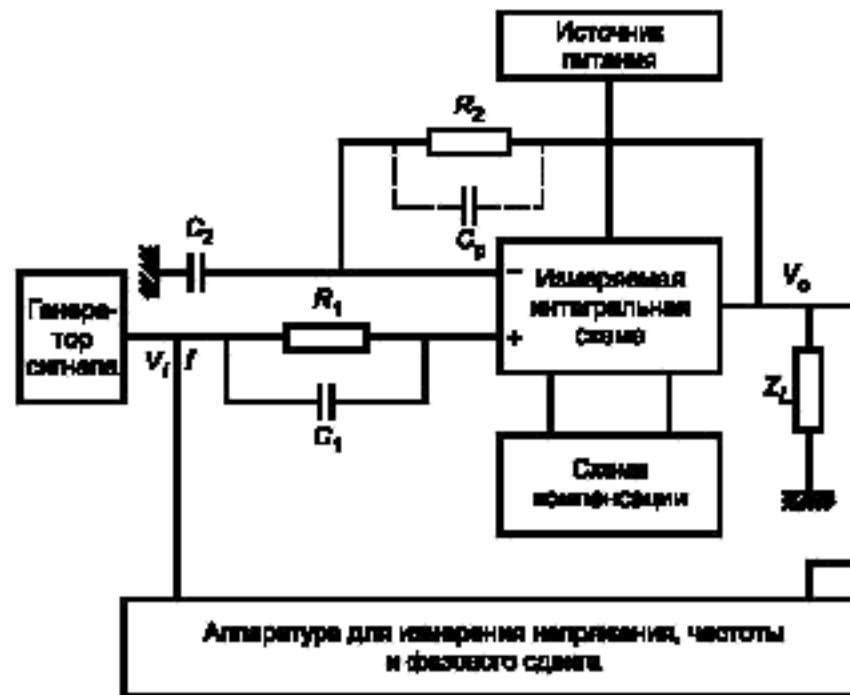 Источник
питания
R2
Cp
C2
Генера-
тор
сигнала
Vi f
R1
C1
−
+
Измеряемая
интегральная
схема
Vo
ZL
Схема
компенсации
Аппаратура для измерения напряжения, частоты
и фазового сдвига